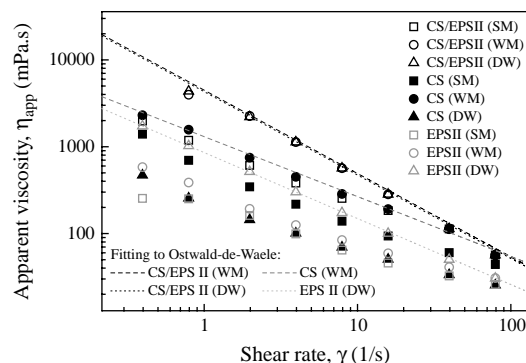 Apparent viscosity, ηapp (mPa.s)
10000
1000
100
CS/EPSII (SM)
CS/EPSII (WM)
CS/EPSII (DW)
CS (SM)
CS (WM)
CS (DW)
EPSII (SM)
EPSII (WM)
EPSII (DW)
Fitting to Ostwald-de-Waele:
CS/EPS II (WM) CS (WM)
CS/EPS II (DW) EPS II (DW)
1 10 100
Shear rate, γ (1/s)